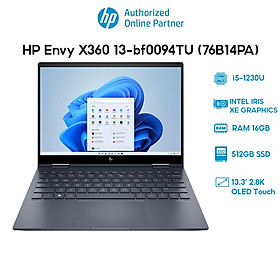 hp
Authorized
Online Partner
HP Envy X360 13-bf0094TU (76B14PA)
i5-1230U
INTEL IRIS
XE GRAPHICS
RAM 16GB
512GB SSD
13.3' 2.8K
OLED Touch